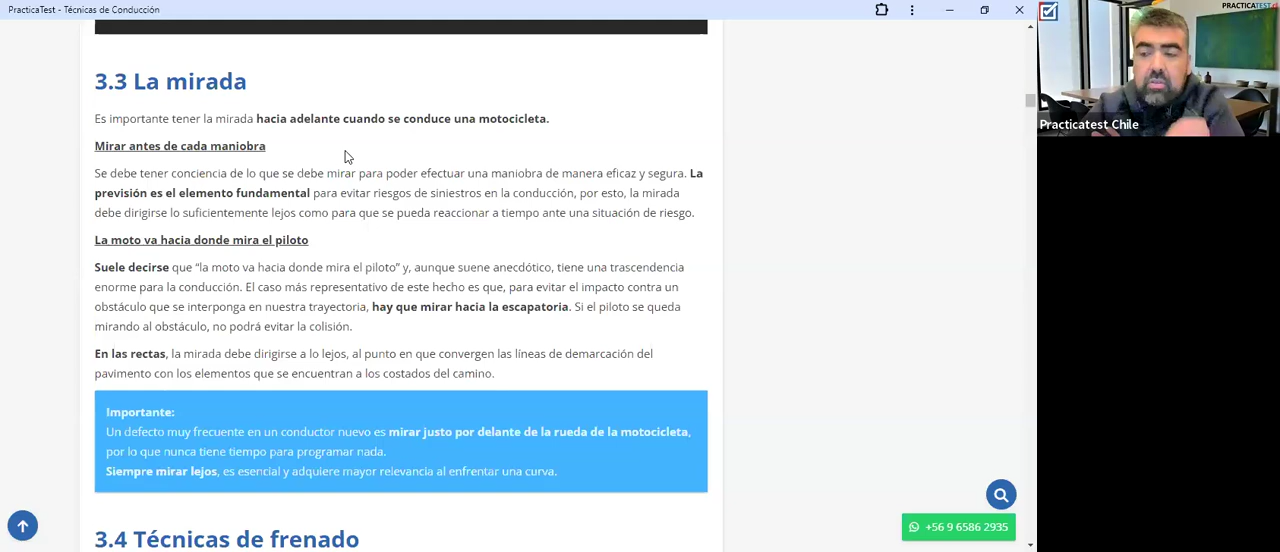 PracticaTest - Técnicas de Conducción
PRACTICATEST
Practicatest Chile
3.3 La mirada
Es importante tener la mirada hacia adelante cuando se conduce una motocicleta.
Mirar antes de cada maniobra
Se debe tener conciencia de lo que se debe mirar para poder efectuar una maniobra de manera eficaz y segura. La
previsión es el elemento fundamental para evitar riesgos de siniestros en la conducción, por esto, la mirada
debe dirigirse lo suficientemente lejos como para que se pueda reaccionar a tiempo ante una situación de riesgo.
La moto va hacia donde mira el piloto
Suele decirse que “la moto va hacia donde mira el piloto” y, aunque suene anecdótico, tiene una trascendencia
enorme para la conducción. El caso más representativo de este hecho es que, para evitar el impacto contra un
obstáculo que se interponga en nuestra trayectoria, hay que mirar hacia la escapatoria. Si el piloto se queda
mirando al obstáculo, no podrá evitar la colisión.
En las rectas, la mirada debe dirigirse a lo lejos, al punto en que convergen las líneas de demarcación del
pavimento con los elementos que se encuentran a los costados del camino.
Importante:
Un defecto muy frecuente en un conductor nuevo es mirar justo por delante de la rueda de la motocicleta,
por lo que nunca tiene tiempo para programar nada.
Siempre mirar lejos, es esencial y adquiere mayor relevancia al enfrentar una curva.
+56 9 6586 2935
3.4 Técnicas de frenado